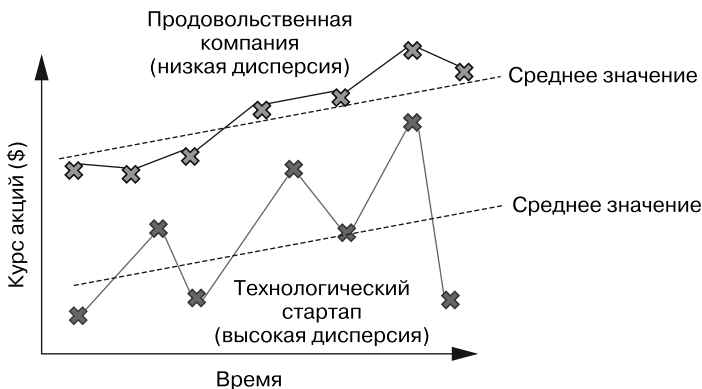 Продовольственная
компания
(низкая дисперсия)
Среднее значение
Курс акций ($)
Среднее значение
Технологический
стартап
(высокая дисперсия)
Время